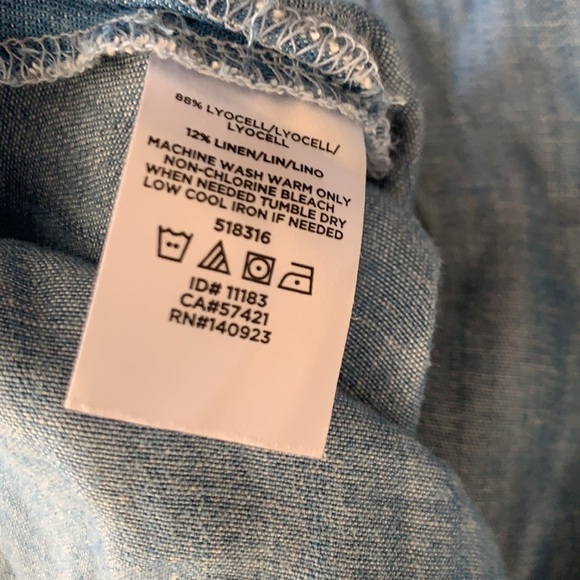 88% LYOCELL/LYOCELL/
LYOCELL
12% LINEN/LIN/LINO
MACHINE WASH WARM ONLY
NON-CHLORINE BLEACH
WHEN NEEDED TUMBLE DRY
LOW COOL IRON IF NEEDED
518316
ID# 11183
CA#57421
RN#140923